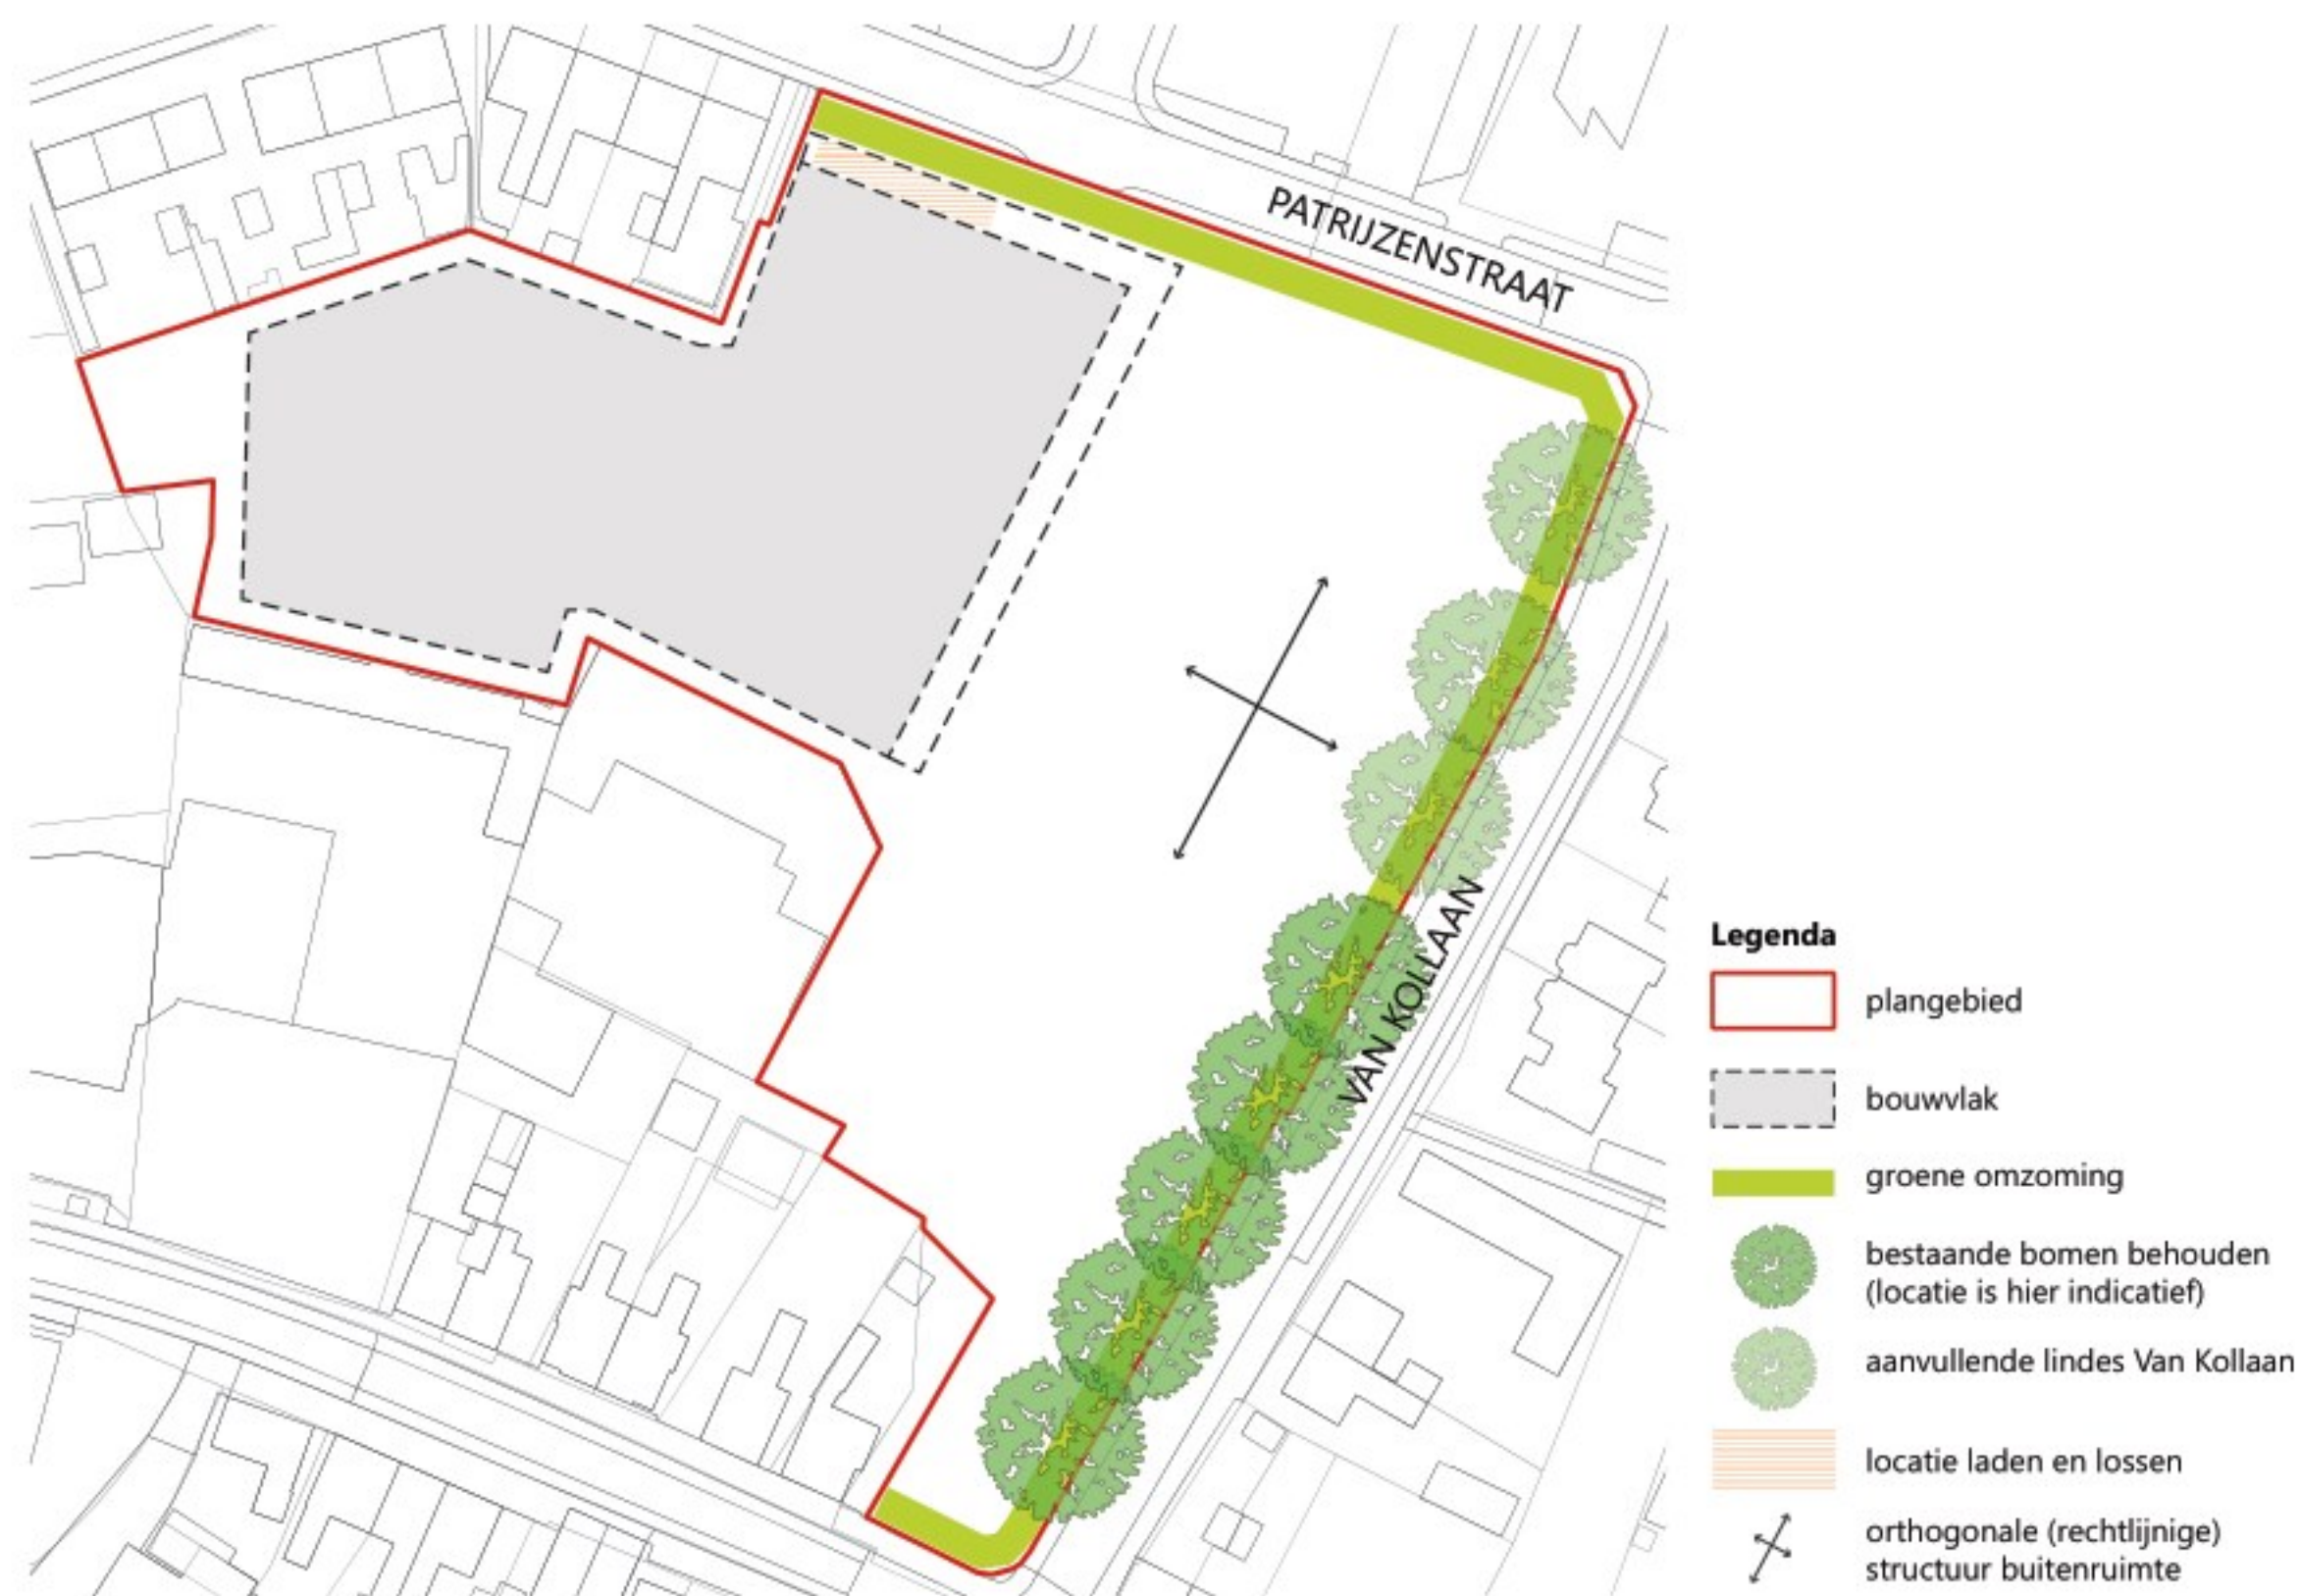 PATRIJZENSTRAAT
VAN KOLLAAN
Legenda
plangebied
bouwvlak
groene omzoming
bestaande bomen behouden
(locatie is hier indicatief)
aanvullende lindes Van Kollaan
locatie laden en lossen
orthogonale (rechtlijnige)
structuur buitenruimte